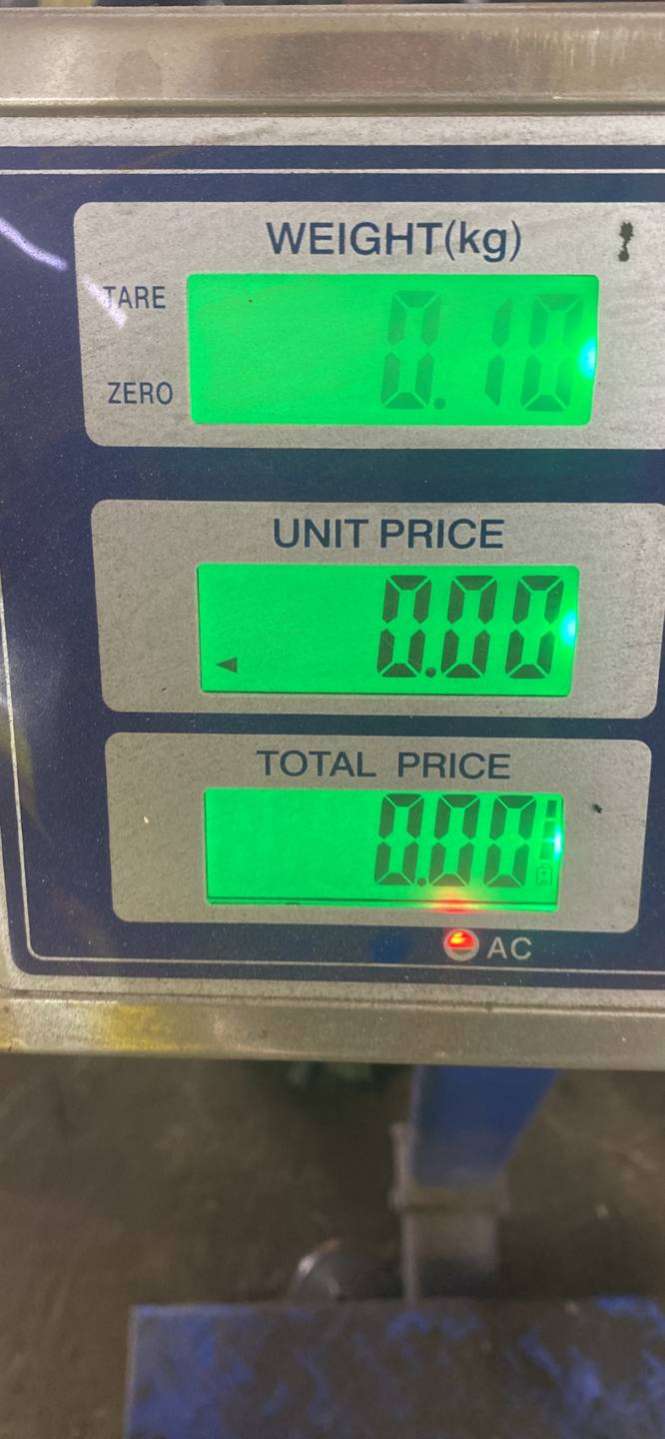 WEIGHT(kg)
TARE
0.10
ZERO
UNIT PRICE
0.00
TOTAL PRICE
0.00
AC